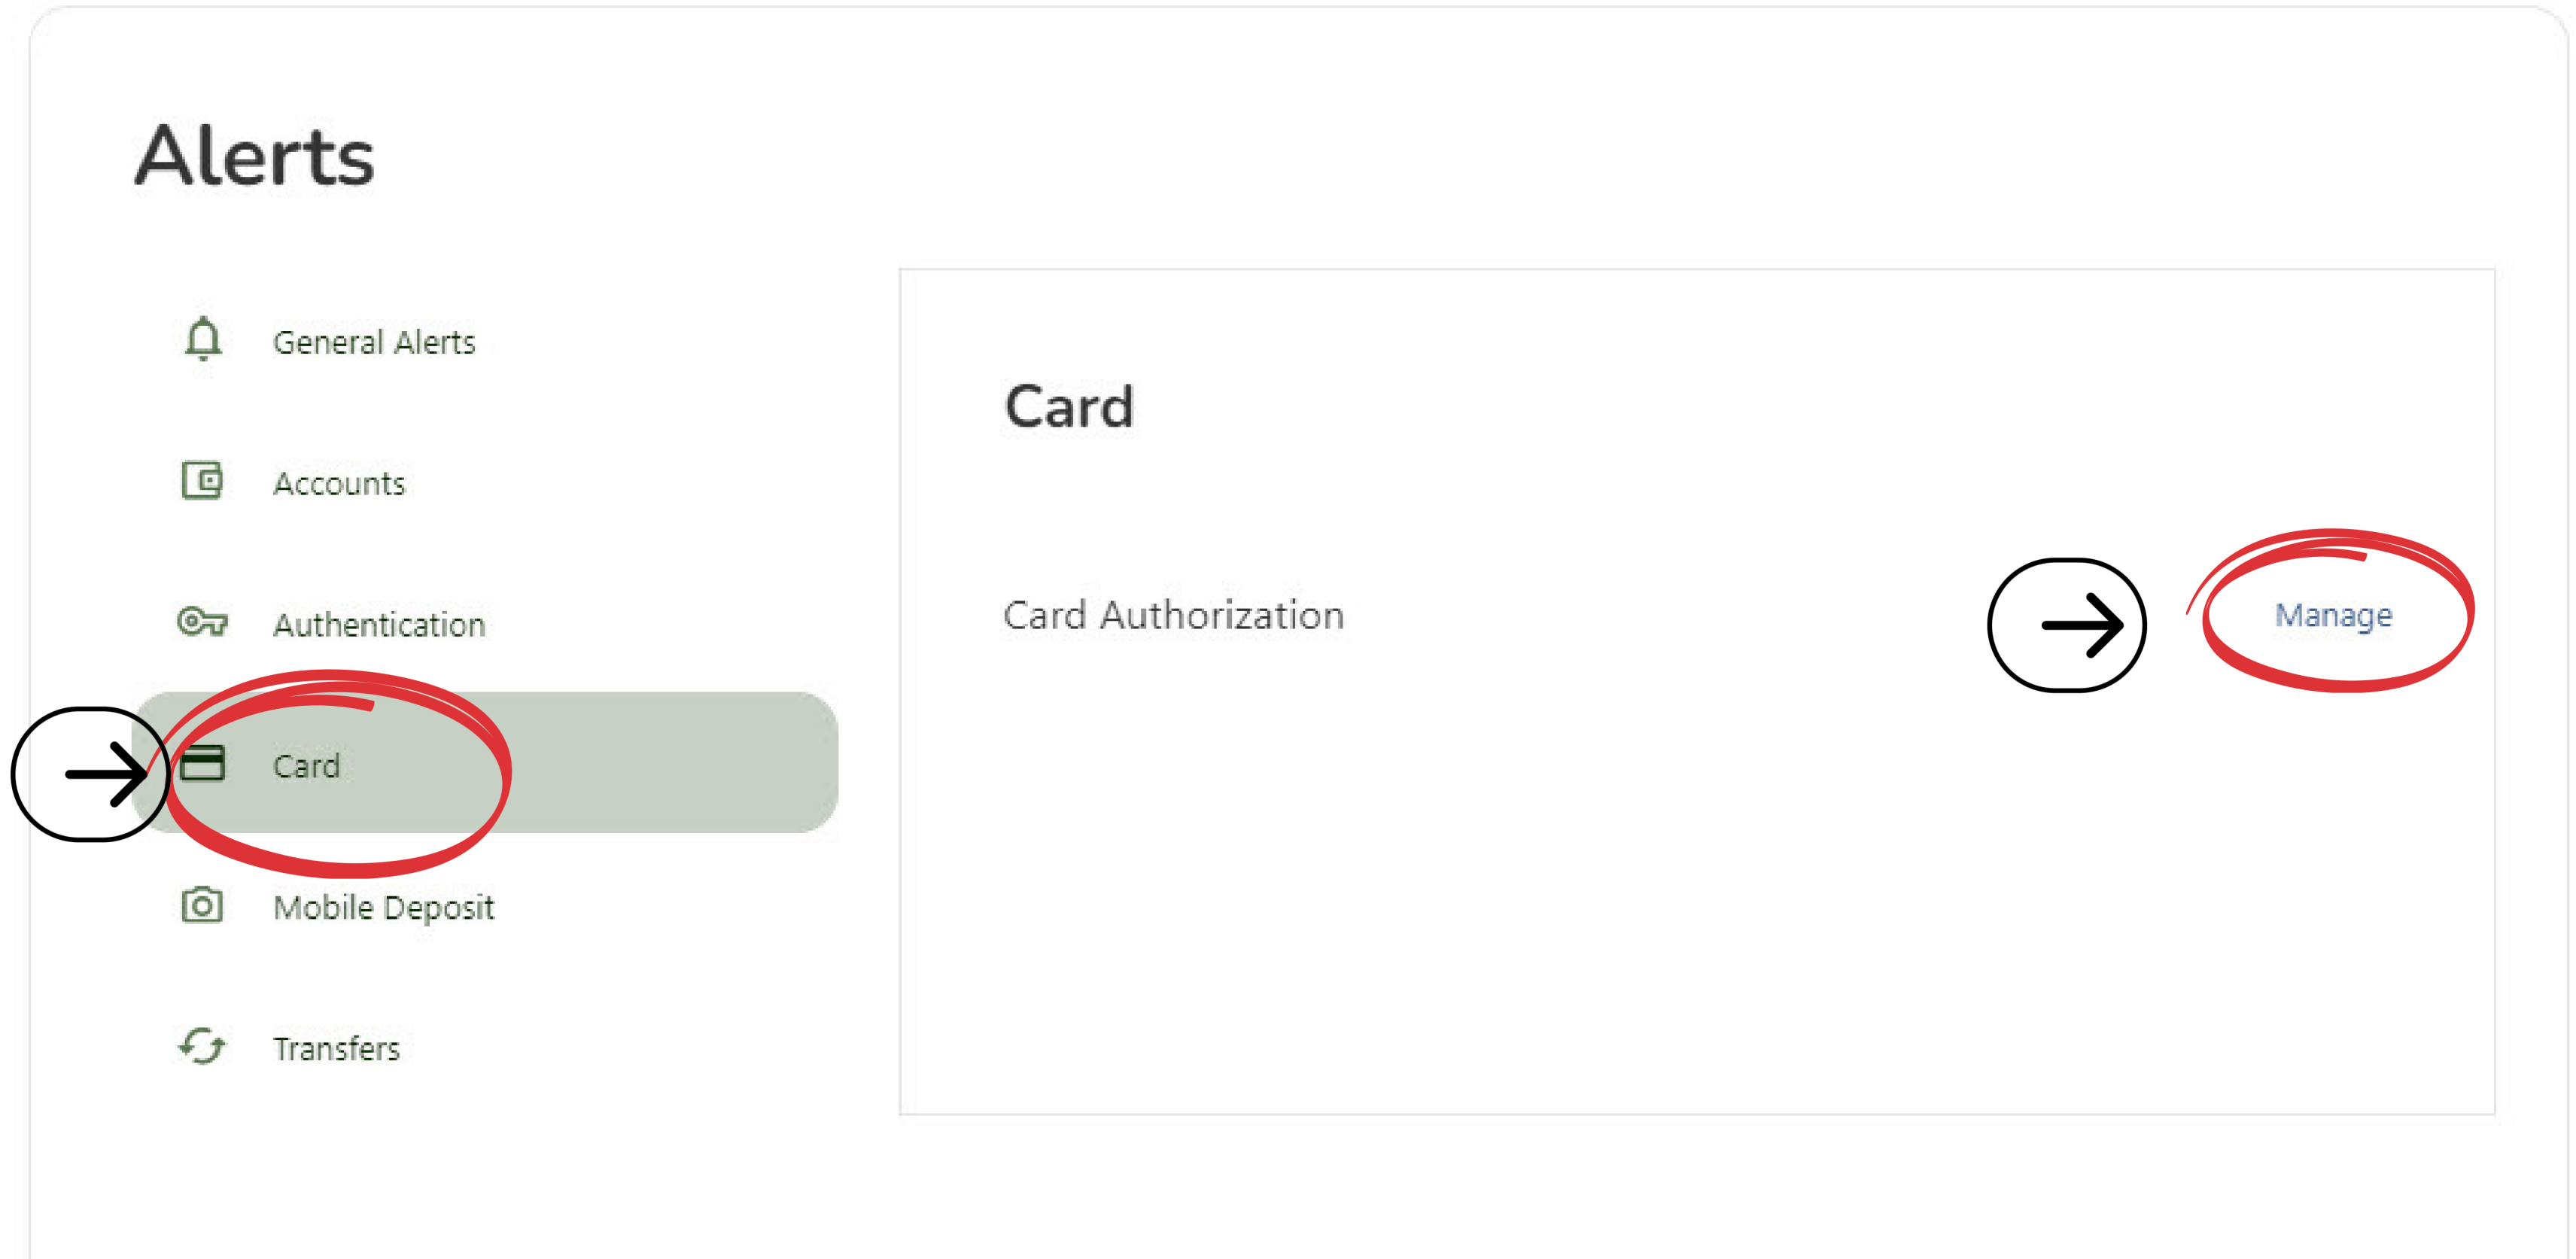 Alerts
General Alerts
Accounts
Authentication
Card
Mobile Deposit
Transfers
Card
Card Authorization
Manage